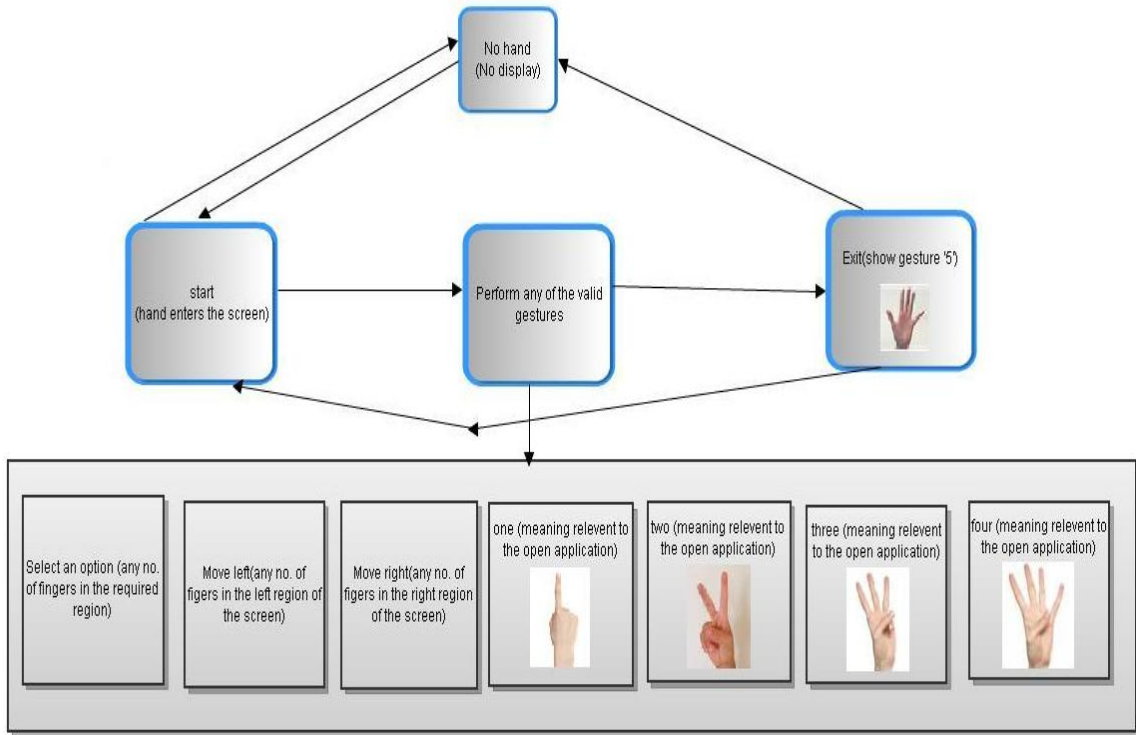 No hand
(No display)
start
(hand enters the screen)
Perform any of the valid
gestures
Exit(show gesture '5')
Select an option (any no.
of fingers in the required
region)
Move left(any no. of
figers in the left region of
the screen)
Move right(any no. of
figers in the right region
of the screen)
one (meaning relevent to
the open application)
two (meaning relevent to
the open application)
three (meaning relevent
to the open application)
four (meaning relevent to
the open application)